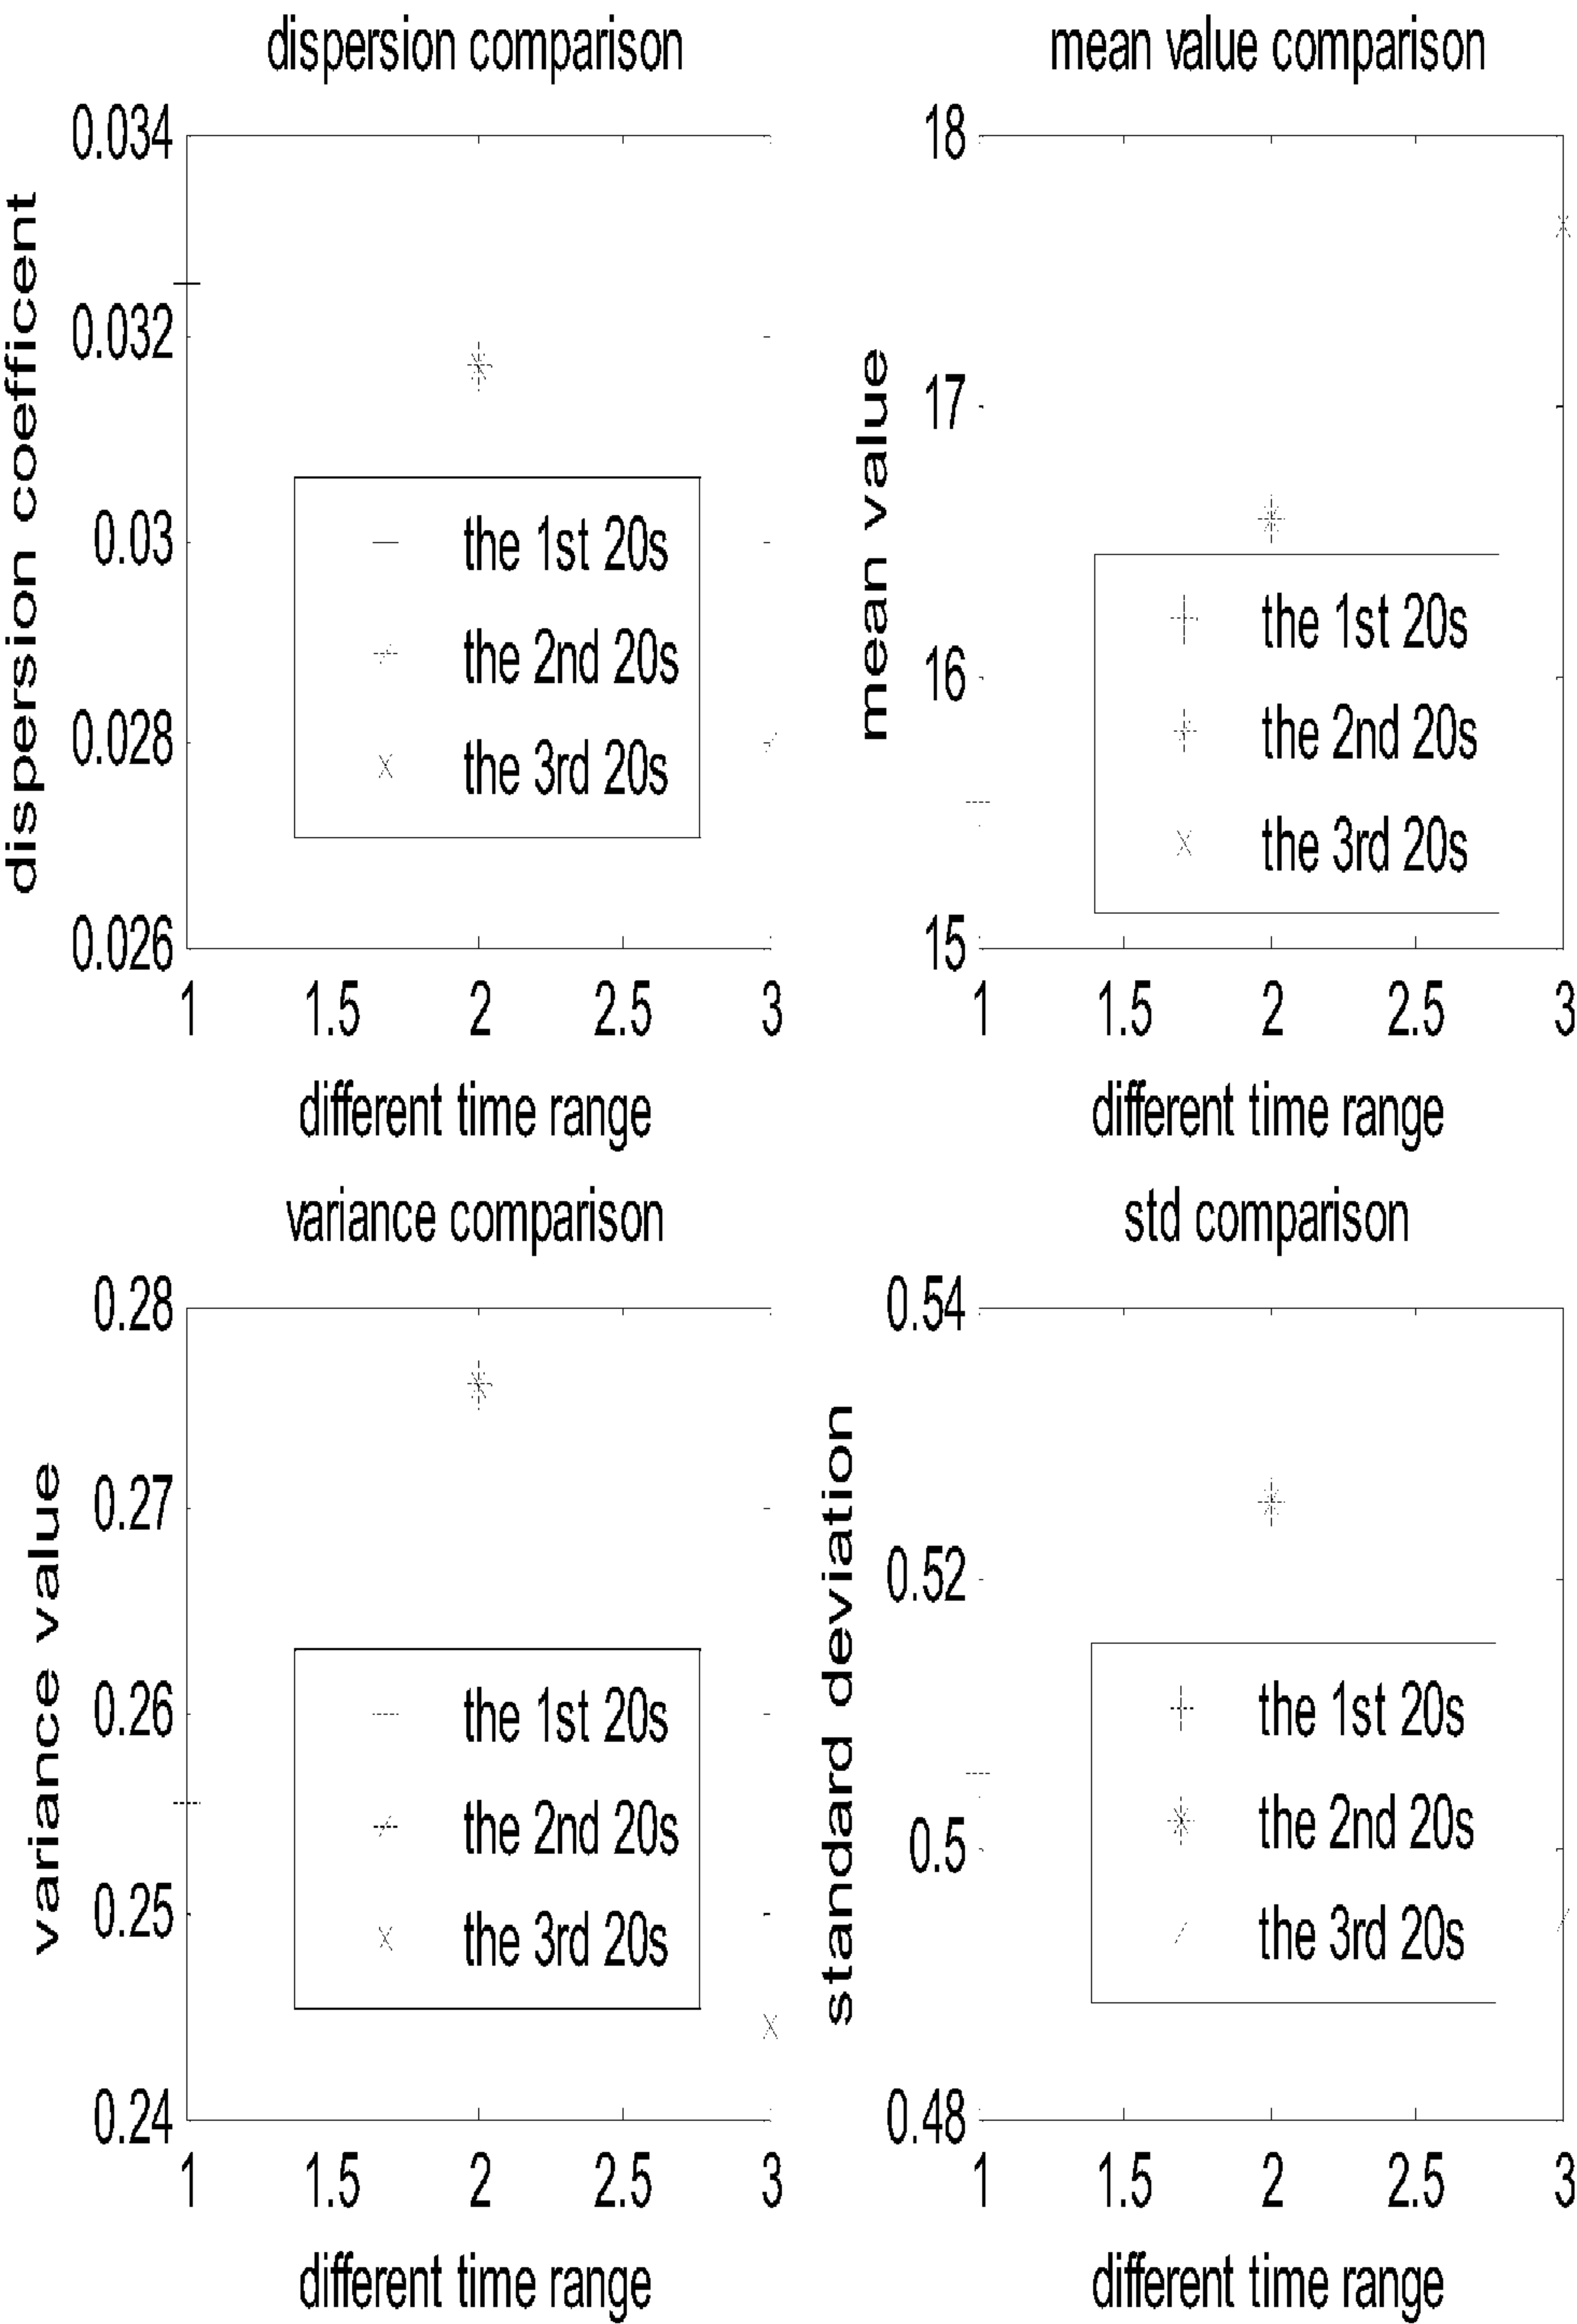 dispersion comparison
0.034
0.032
0.03
0.028
0.026
dispersion coefficent
the 1st 20s
the 2nd 20s
the 3rd 20s
1 1.5 2 2.5 3
different time range
mean value comparison
18
17
16
15
mean value
the 1st 20s
the 2nd 20s
the 3rd 20s
1 1.5 2 2.5 3
different time range
variance comparison
0.28
0.27
0.26
0.25
0.24
variance value
the 1st 20s
the 2nd 20s
the 3rd 20s
1 1.5 2 2.5 3
different time range
std comparison
0.54
0.52
0.5
0.48
standard deviation
the 1st 20s
the 2nd 20s
the 3rd 20s
1 1.5 2 2.5 3
different time range